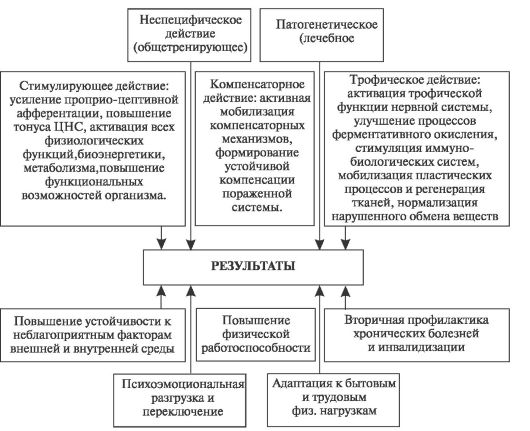 Неспецифическое
действие
(общетренирующее)
Патогенетическое
(лечебное
Стимулирующее действие:
усиление проприо-цептивной
афферентации, повышение
тонуса ЦНС, активация всех
физиологических
функций,биоэнергетики,
метаболизма,повышение
функциональных
возможностей организма.
Компенсаторное
действие: активная
мобилизация
компенсаторных
механизмов,
формирование
устойчивой
компенсации
пораженной
системы.
Трофическое действие:
активация трофической
функции нервной системы,
улучшение процессов
ферментативного окисления,
стимуляция иммуно-
биологических систем,
мобилизация пластических
процессов и регенерация
тканей, нормализация
нарушенного обмена веществ
РЕЗУЛЬТАТЫ
Повышение устойчивости к
неблагоприятным факторам
внешней и внутренней среды
Повышение
физической
работоспособности
Вторичная профилактика
хронических болезней
и инвалидизации
Психоэмоциональная
разгрузка и
переключение
Адаптация к бытовым
и трудовым
физ. нагрузкам